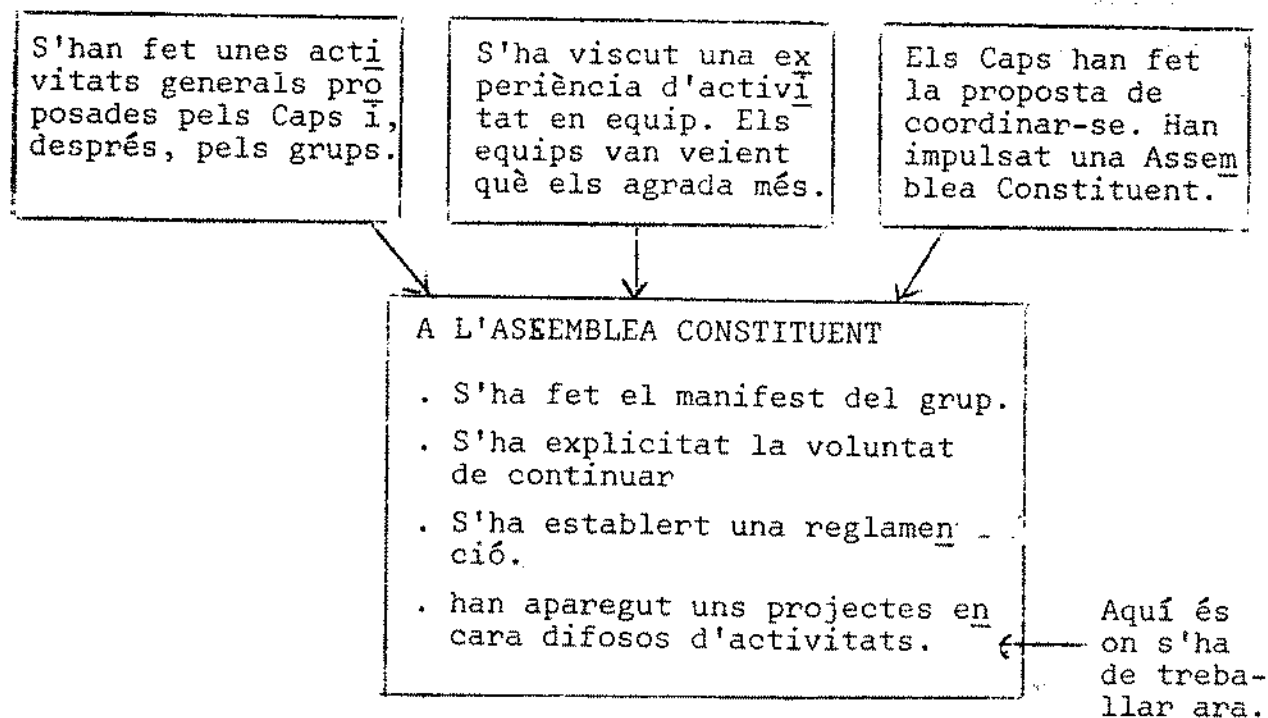 S'han fet unes acti
vitats generals pro
posades pels Caps i,
després, pels grups.
S'ha viscut una ex
periència d'activi
tat en equip. Els
equips van veient
què els agrada més.
Els Caps han fet
la proposta de
coordinar-se. Han
impulsat una Assem
blea Constituent.
A L'ASSEMBLEA CONSTITUENT
. S'ha fet el manifest del grup.
. S'ha explicitat la voluntat
de continuar
. S'ha establert una reglamen
ció.
. han aparegut uns projectes en
cara difosos d'activitats.
Aquí és
on s'ha
de treba-
llar ara.